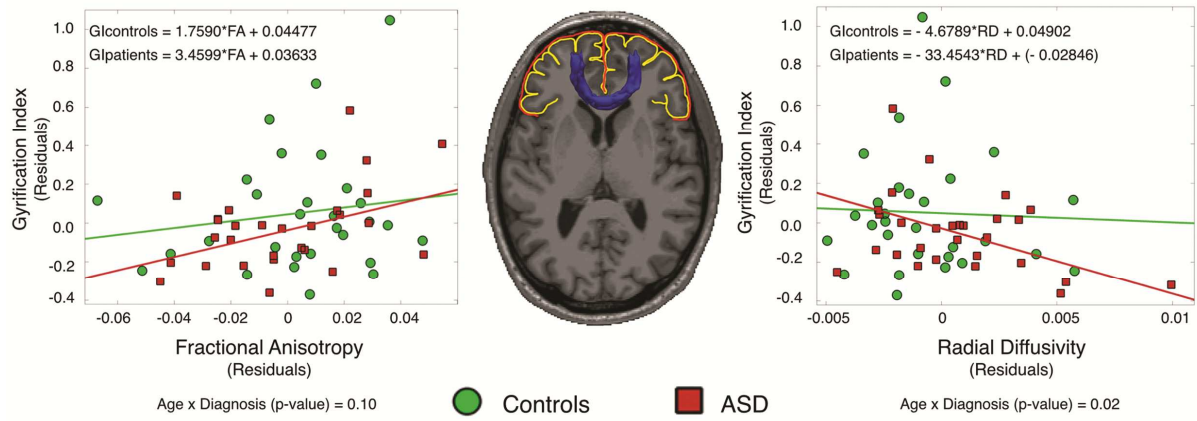 GIcontrols = 1.7590*FA + 0.04477
GIpatients = 3.4599*FA + 0.03633
Gyrification Index
(Residuals)
1.0
0.8
0.6
0.4
0.2
0.0
-0.2
-0.4
-0.06
-0.04
-0.02
0
0.02
0.04
Fractional Anisotropy
(Residuals)
Age x Diagnosis (p-value) = 0.10
GIcontrols = - 4.6789*RD + 0.04902
GIpatients = - 33.4543*RD + (- 0.02846)
Gyrification Index
(Residuals)
1.0
0.8
0.6
0.4
0.2
0.0
-0.2
-0.4
-0.005
0
0.005
0.01
Radial Diffusivity
(Residuals)
Age x Diagnosis (p-value) = 0.02
Controls
ASD